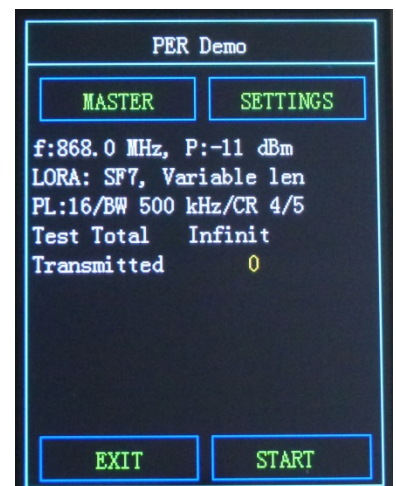 PER Demo
MASTER SETTINGS
f:868.0 MHz, P:-11 dBm
LORA: SF7, Variable len
PL:16/BW 500 kHz/CR 4/5
Test Total Infinit
Transmitted 0
EXIT START